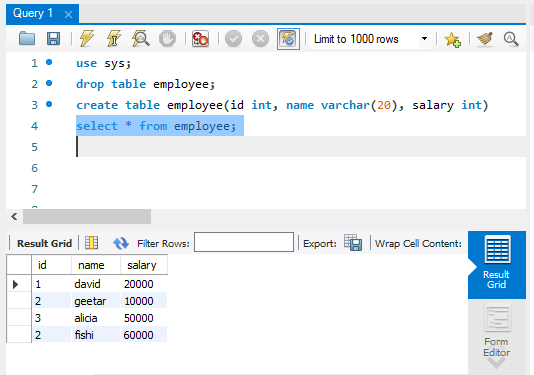 Query 1
Limit to 1000 rows
1 use sys;
2 drop table employee;
3 create table employee(id int, name varchar(20), salary int)
4 select * from employee;
5
6
7
Result Grid Filter Rows: Export: Wrap Cell Content:
id name salary
1 david 20000
2 geetar 10000
3 alicia 50000
2 fishi 60000
Result
Grid
Form
Editor